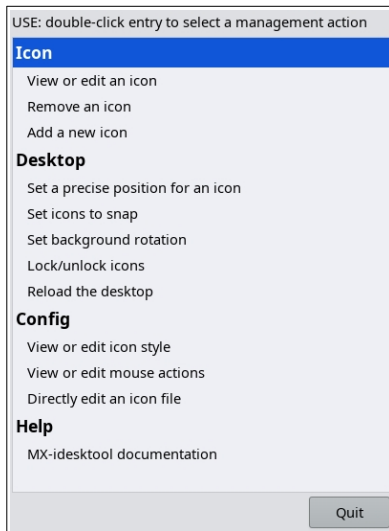 USE: double-click entry to select a management action
Icon
View or edit an icon
Remove an icon
Add a new icon
Desktop
Set a precise position for an icon
Set icons to snap
Set background rotation
Lock/unlock icons
Reload the desktop
Config
View or edit icon style
View or edit mouse actions
Directly edit an icon file
Help
MX-idesktool documentation
Quit